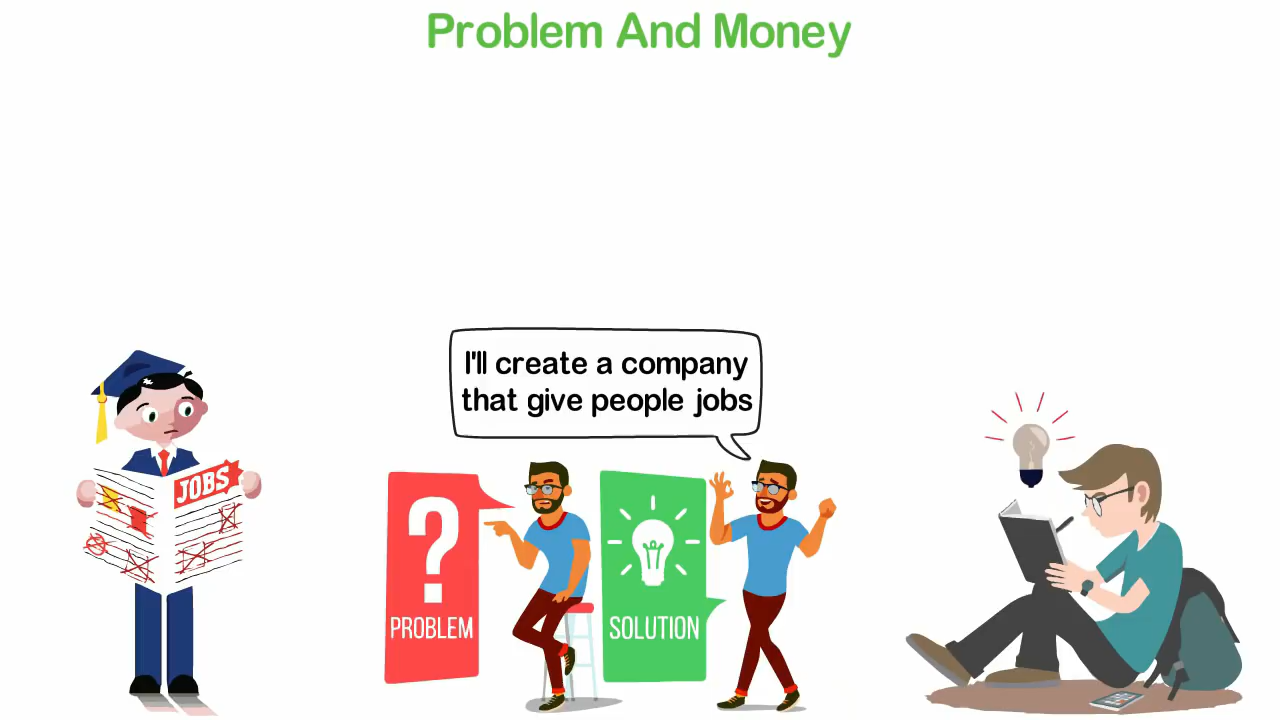 Problem And Money
I'll create a company
that give people jobs
JOBS
PROBLEM
SOLUTION